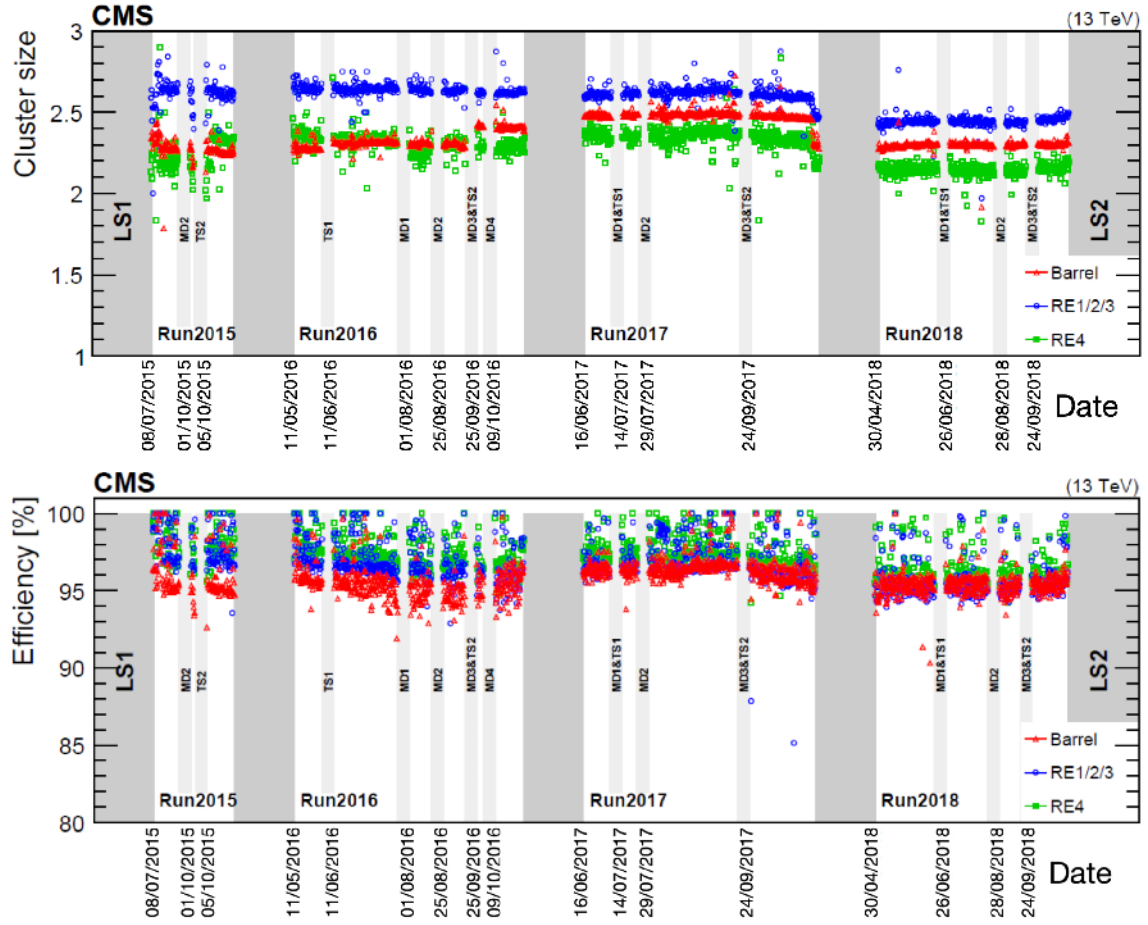 CMS (13 TeV)
Cluster size
3
2.5
2
1.5
1
LS1
MD2
TS2
TS1
MD1
MD2
MD3&TS2
MD4
MD1&TS1
MD2
MD3&TS2
MD1&TS1
MD2
MD3&TS2
LS2
Barrel
RE1/2/3
RE4
Run2015 Run2016 Run2017 Run2018
08/07/2015
01/10/2015
05/10/2015
11/05/2016
11/06/2016
01/08/2016
25/08/2016
25/09/2016
09/10/2016
16/06/2017
14/07/2017
29/07/2017
24/09/2017
30/04/2018
26/06/2018
28/08/2018
24/09/2018
Date
CMS (13 TeV)
Efficiency [%]
100
95
90
85
80
LS1
MD2
TS2
TS1
MD1
MD2
MD3&TS2
MD4
MD1&TS1
MD2
MD3&TS2
MD1&TS1
MD2
MD3&TS2
LS2
Barrel
RE1/2/3
RE4
Run2015 Run2016 Run2017 Run2018
08/07/2015
01/10/2015
05/10/2015
11/05/2016
11/06/2016
01/08/2016
25/08/2016
25/09/2016
09/10/2016
16/06/2017
14/07/2017
29/07/2017
24/09/2017
30/04/2018
26/06/2018
28/08/2018
24/09/2018
Date